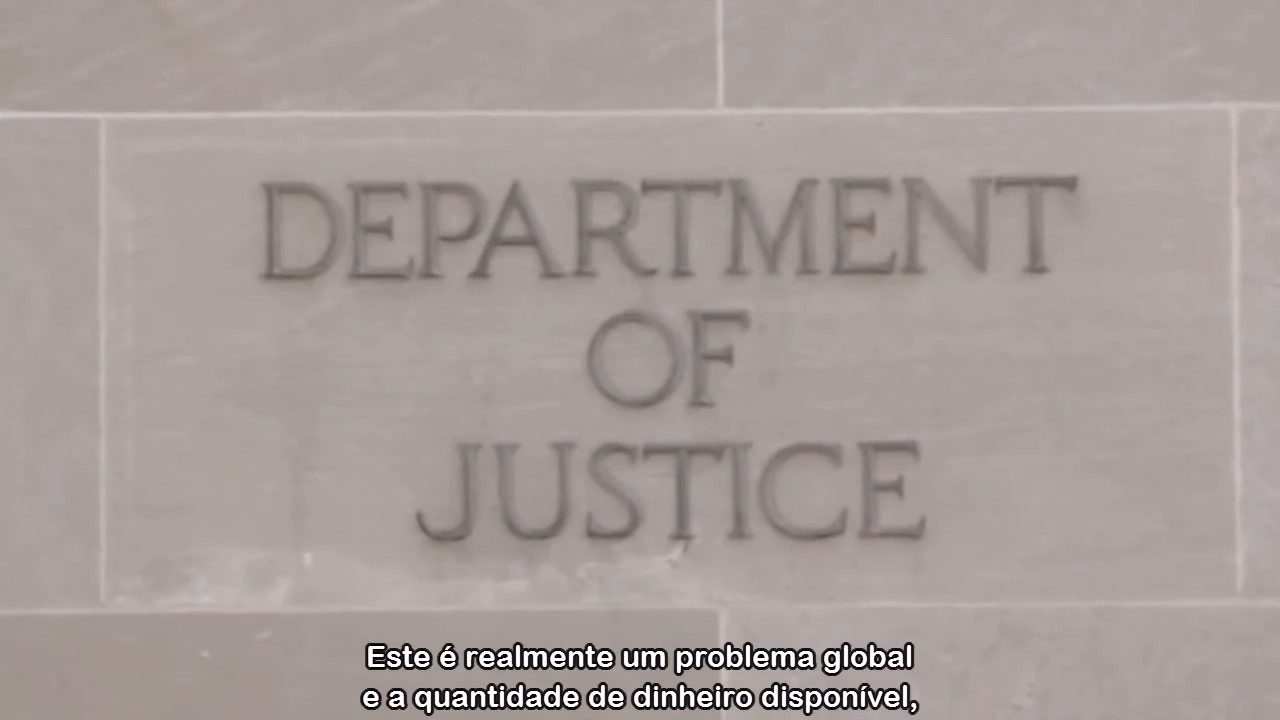 DEPARTMENT
OF
JUSTICE
Este é realmente um problema global
e a quantidade de dinheiro disponível,